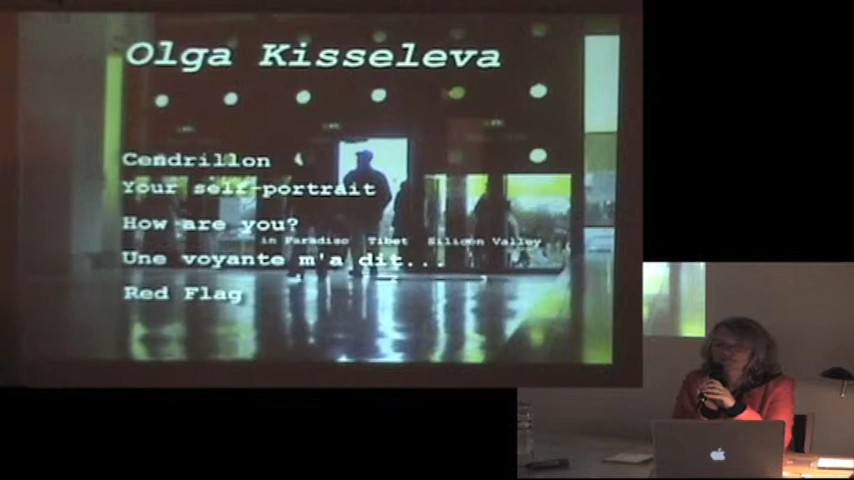 Olga Kisseleva
Cendrillon
Your self-portrait
How are you?
in Paradiso Tibet Silicon Valley
Une voyante m'a dit...
Red Flag